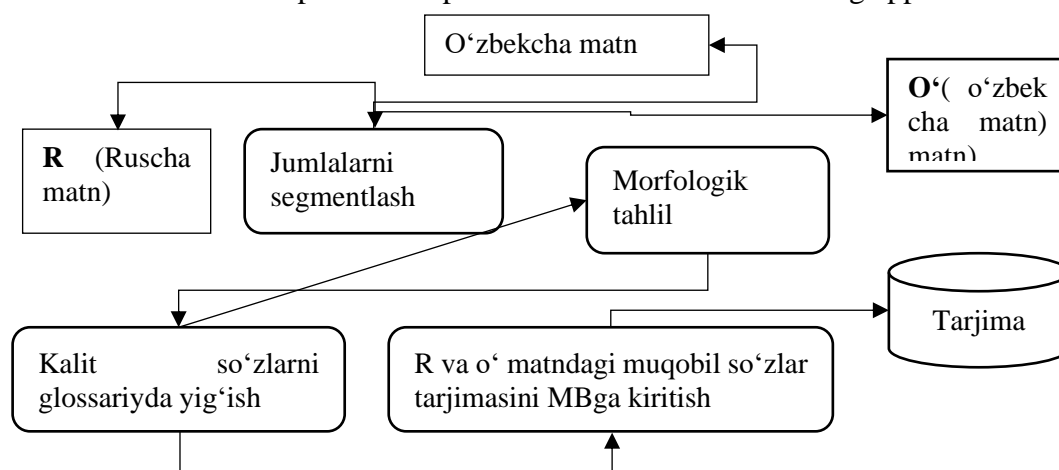 O‘zbekcha matn
O‘( o‘zbek
cha matn)
matn)
R (Ruscha
matn)
Jumlalarni
segmentlash
Morfologik
tahlil
Tarjima
Kalit so‘zlarni
glossariyda yig‘ish
R va o‘ matndagi muqobil so‘zlar
tarjimasini MBga kiritish